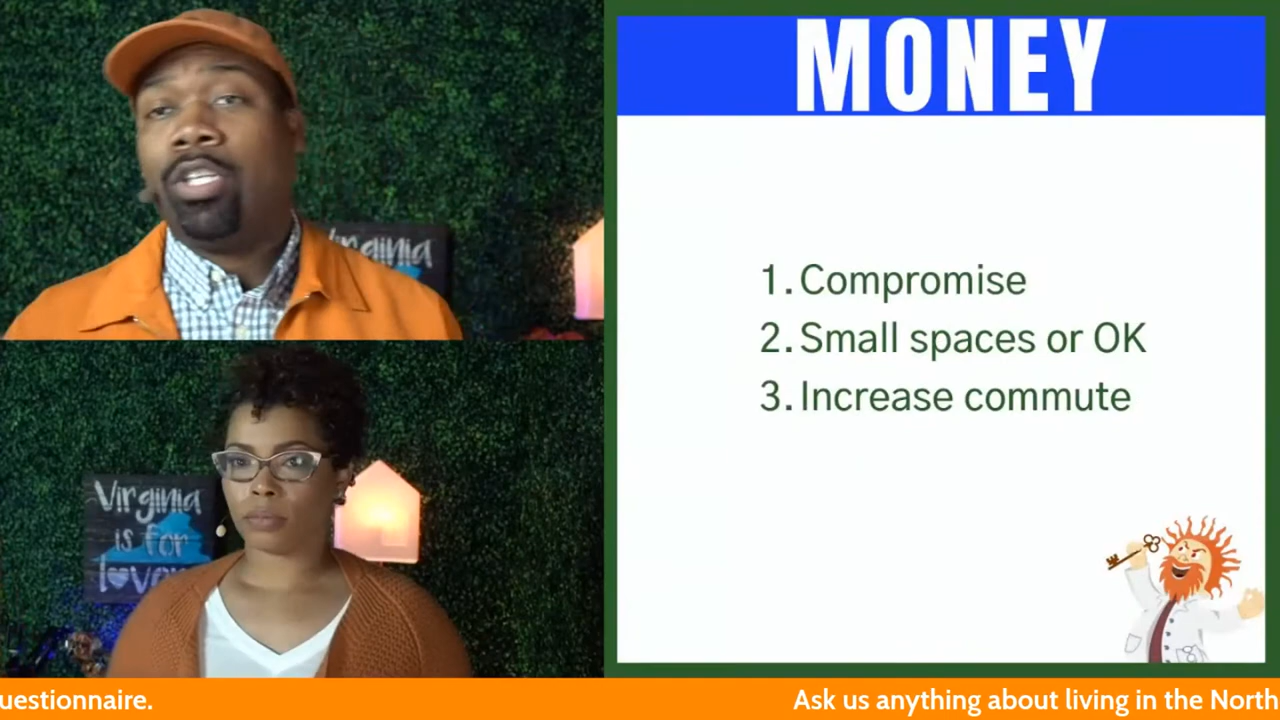 MONEY
1. Compromise
2. Small spaces or OK
3. Increase commute
Virginia
Virginia
is for
lovers
uestionnaire.
Ask us anything about living in the North